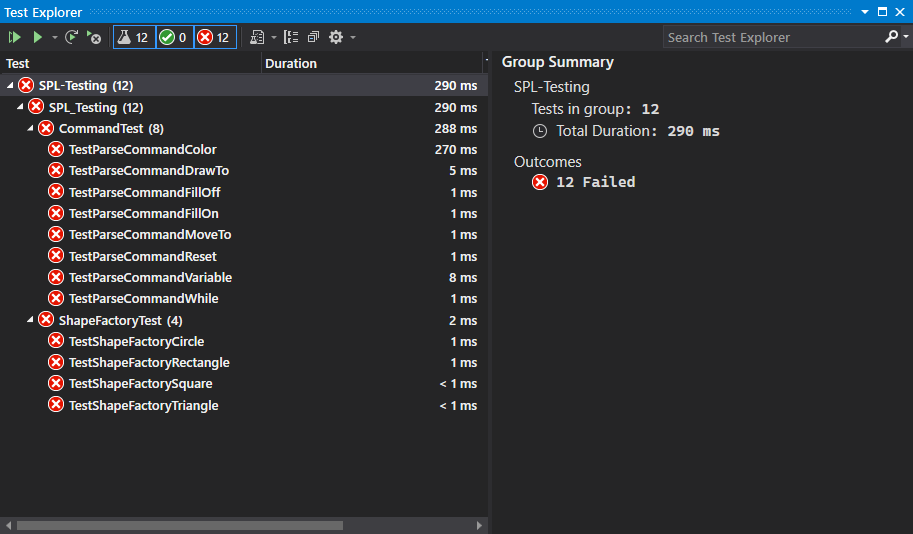 Test Explorer
12 0 12
Search Test Explorer
Test Duration
SPL-Testing (12) 290 ms
SPL_Testing (12) 290 ms
CommandTest (8) 288 ms
TestParseCommandColor 270 ms
TestParseCommandDrawTo 5 ms
TestParseCommandFillOff 1 ms
TestParseCommandFillOn 1 ms
TestParseCommandMoveTo 1 ms
TestParseCommandReset 1 ms
TestParseCommandVariable 8 ms
TestParseCommandWhile 1 ms
ShapeFactoryTest (4) 2 ms
TestShapeFactoryCircle 1 ms
TestShapeFactoryRectangle 1 ms
TestShapeFactorySquare < 1 ms
TestShapeFactoryTriangle < 1 ms
Group Summary
SPL-Testing
Tests in group: 12
Total Duration: 290 ms
Outcomes
12 Failed